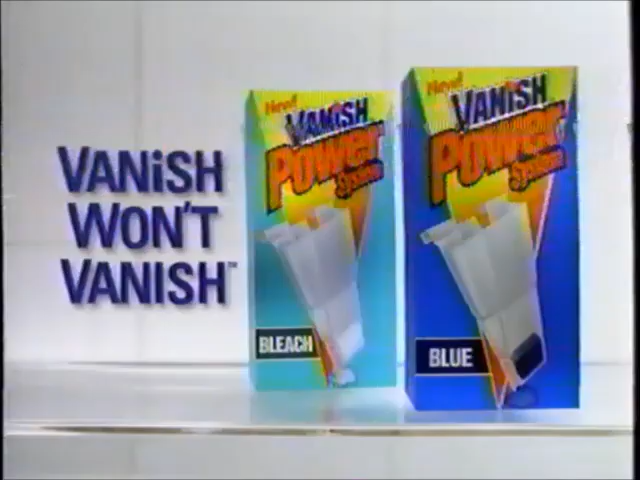 VANiSH
WON'T
VANISH™
New!
VANiSH
Power
System
BLEACH
New!
VANiSH
Power
System
BLUE